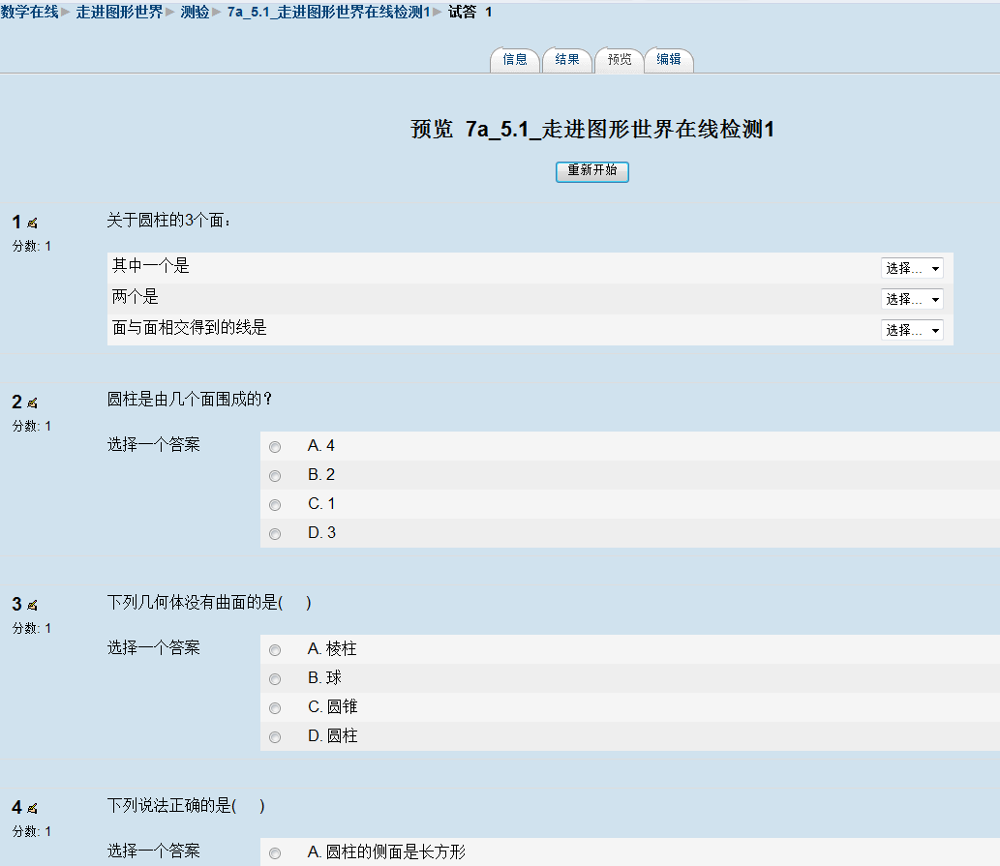 数学在线 走进图形世界 测验 7a_5.1_走进图形世界在线检测1 试答 1
信息 结果 预览 编辑
预览 7a_5.1_走进图形世界在线检测1
重新开始
1
分数: 1
关于圆柱的3个面：
其中一个是 选择...
两个是 选择...
面与面相交得到的线是 选择...
2
分数: 1
圆柱是由几个面围成的？
选择一个答案
A. 4
B. 2
C. 1
D. 3
3
分数: 1
下列几何体没有曲面的是( )
选择一个答案
A. 棱柱
B. 球
C. 圆锥
D. 圆柱
4
分数: 1
下列说法正确的是( )
选择一个答案
A. 圆柱的侧面是长方形